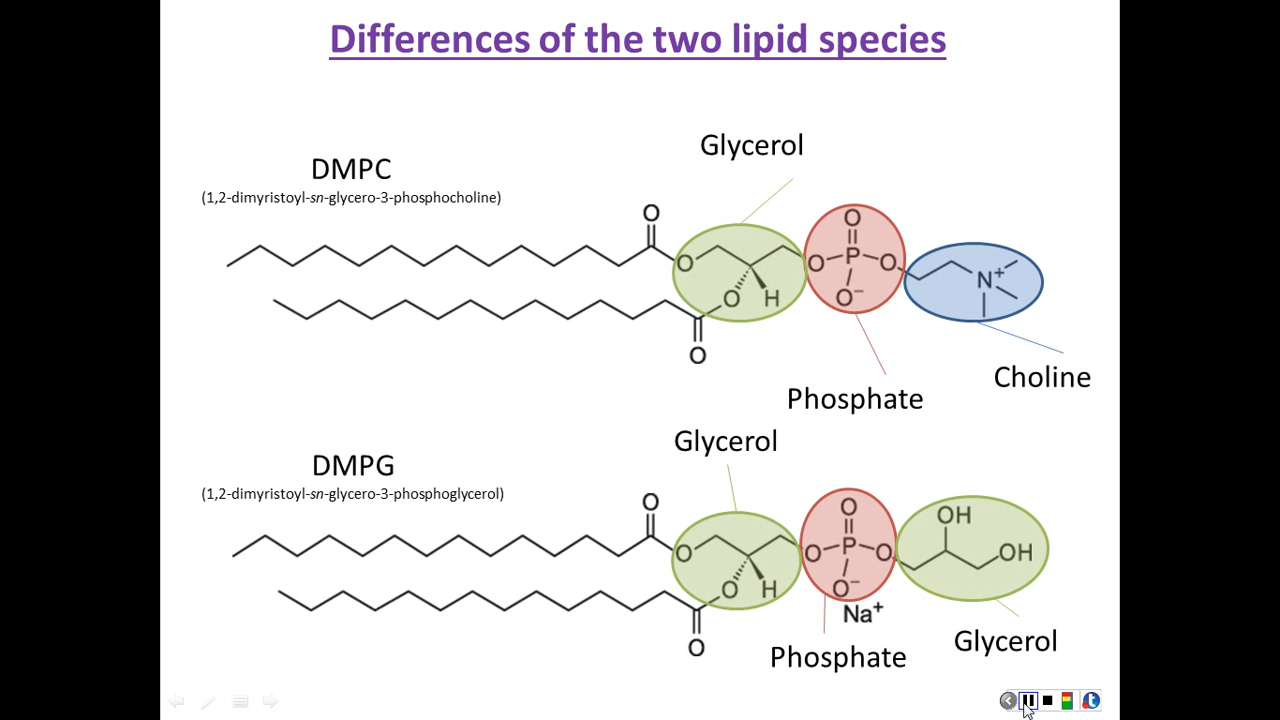 Differences of the two lipid species
Glycerol
DMPC
(1,2-dimyristoyl-sn-glycero-3-phosphocholine)
O
O
O
P
O
O
N⁺
O
H
O⁻
O
Choline
Phosphate
Glycerol
DMPG
(1,2-dimyristoyl-sn-glycero-3-phosphoglycerol)
O
O
OH
O
O
P
O
OH
O
H
O⁻
Na⁺
O
Glycerol
Phosphate